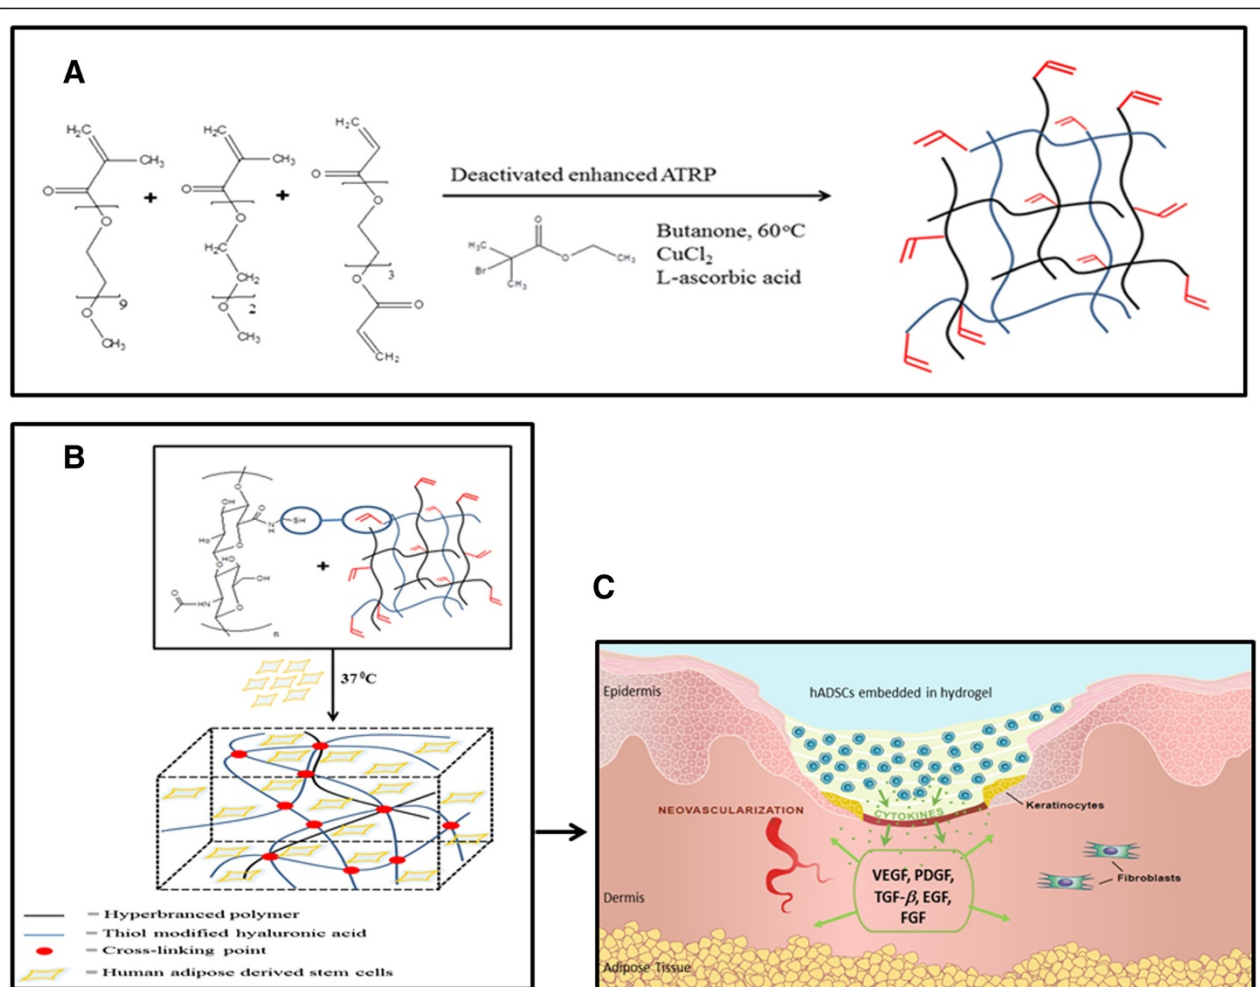 A
H₂C
CH₃
O
+
O
9
O
CH₃
H₂C
CH₃
O
+
O
H₂C
CH₂
2
O
CH₃
H₂C
O
O
3
O
O
CH₂
Deactivated enhanced ATRP
H₃C
Br
CH₃
O
O
CH₃
Butanone, 60°C
CuCl₂
L-ascorbic acid
B
O
OH
O
N
H
SH
HO
O
O
HO
OH
O
HN
O
n
+
37 ⁰C
= Hyperbranced polymer
= Thiol modified hyaluronic acid
= Cross-linking point
= Human adipose derived stem cells
C
Epidermis
hADSCs embedded in hydrogel
NEOVASCULARIZATION
CYTOKINES
Keratinocytes
VEGF, PDGF,
TGF-β, EGF,
FGF
Fibroblasts
Dermis
Adipose Tissue